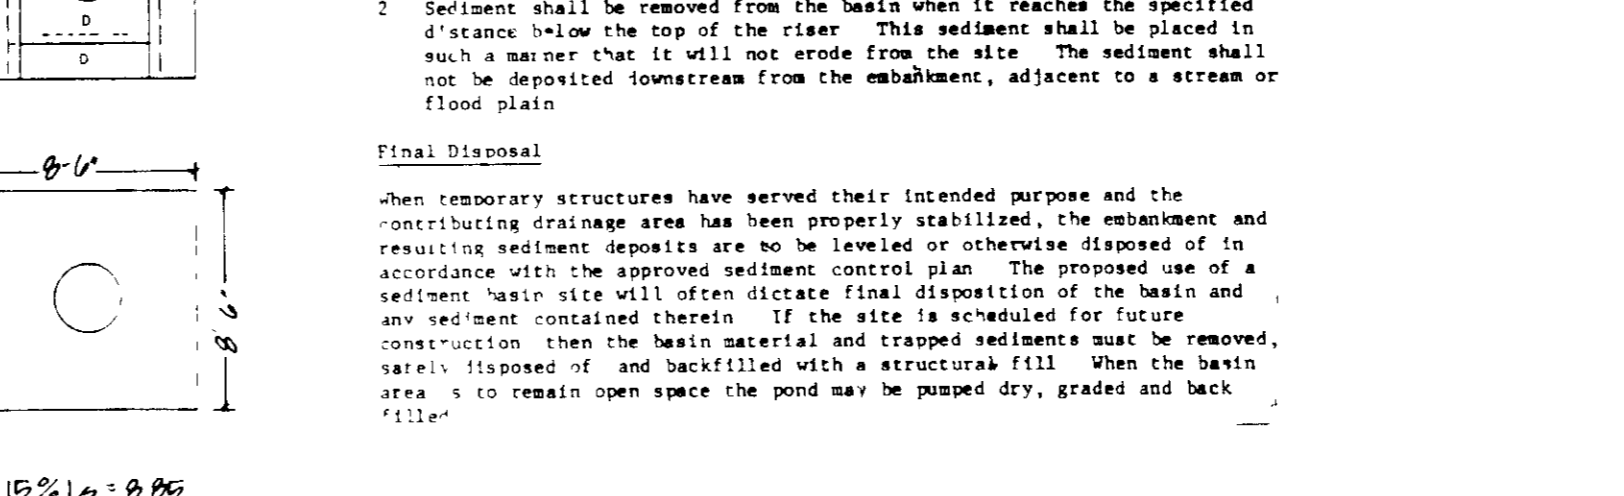 D
D
8-6"
8'6"
2 Sediment shall be removed from the basin when it reaches the specified
distance below the top of the riser This sediment shall be placed in
such a manner that it will not erode from the site The sediment shall
not be deposited downstream from the embankment, adjacent to a stream or
flood plain
Final Disposal
When temporary structures have served their intended purpose and the
contributing drainage area has been properly stabilized, the embankment and
resulting sediment deposits are to be leveled or otherwise disposed of in
accordance with the approved sediment control plan The proposed use of a
sediment basin site will often dictate final disposition of the basin and
any sediment contained therein If the site is scheduled for future
construction then the basin material and trapped sediments must be removed,
safely disposed of and backfilled with a structural fill When the basin
area s to remain open space the pond may be pumped dry, graded and back
filled